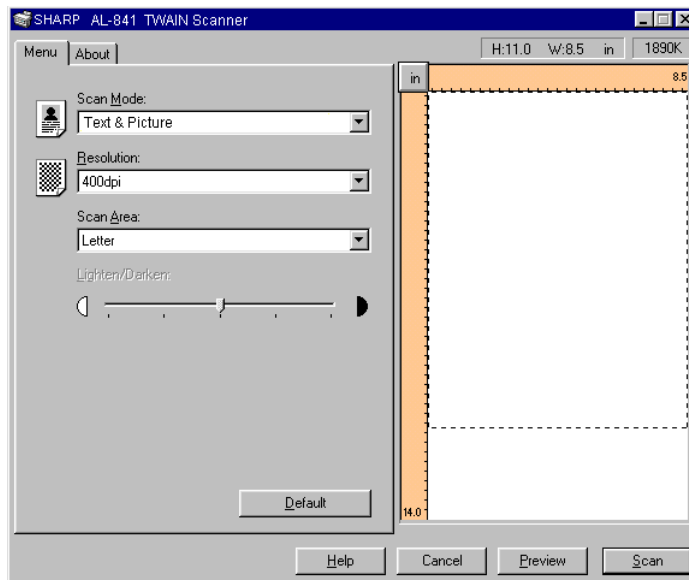 SHARP AL-841 TWAIN Scanner
Menu About
H:11.0 W:8.5 in 1890K
in 8.5
Scan Mode:
Text & Picture
Resolution:
400dpi
Scan Area:
Letter
Lighten/Darken:
Default
14.0
Help Cancel Preview Scan